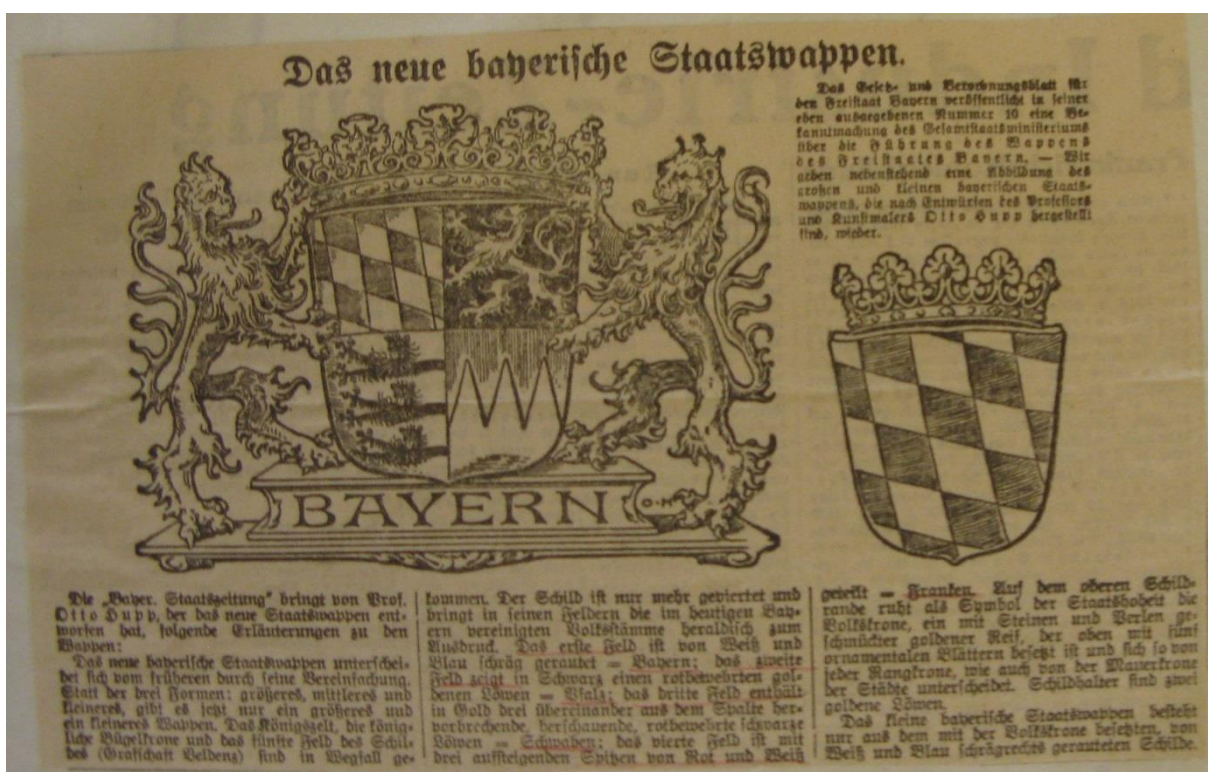 Das neue bayerische Staatswappen.
Das Gesetz- und Verordnungsblatt für
den Freistaat Bayern veröffentlicht in seiner
eben ausgegebenen Nummer 10 eine Be-
kanntmachung des Gesamtstaatsministeriums
über die Führung des Wappens
des Freistaates Bayern. — Wir
geben nebenstehend eine Abbildung des
großen und kleinen bayerischen Staats-
wappens, die nach Entwürfen des Professors
und Kunstmalers Otto Hupp hergestellt
sind, wieder.
BAYERN
O·H
Die „Bayer. Staatszeitung" bringt von Prof.
Otto Hupp, der das neue Staatswappen ent-
worfen hat, folgende Erläuterungen zu den
Wappen:
Das neue bayerische Staatswappen unterschei-
det sich vom früheren durch seine Vereinfachung.
Statt der drei Formen: größeres, mittleres und
kleineres, gibt es jetzt nur ein größeres und
ein kleineres Wappen. Das Königszelt, die könig-
liche Bügelkrone und das fünfte Feld des Schil-
des (Grafschaft Veldenz) sind in Wegfall ge-
kommen. Der Schild ist nur mehr geviertet und
bringt in seinen Feldern die im heutigen Bay-
ern vereinigten Volksstämme heraldisch zum
Ausdruck. Das erste Feld ist von Weiß und
Blau schräg gerautet = Bayern; das zweite
Feld zeigt in Schwarz einen rotbewehrten gol-
denen Löwen = Pfalz; das dritte Feld enthält
in Gold drei übereinander aus dem Spalte her-
vorbrechende, herschauende, rotbewehrte schwarze
Löwen = Schwaben; das vierte Feld ist mit
drei aufsteigenden Spitzen von Rot und Weiß
geteilt = Franken. Auf dem oberen Schild-
rande ruht als Symbol der Staatshoheit die
Volkskrone, ein mit Steinen und Perlen ge-
schmückter goldener Reif, der oben mit fünf
ornamentalen Blättern besetzt ist und sich so von
jeder Rangkrone, wie auch von der Mauerkrone
der Städte unterscheidet. Schildhalter sind zwei
goldene Löwen.
Das kleine bayerische Staatswappen besteht
nur aus dem mit der Volkskrone besetzten, von
Weiß und Blau schrägrechts gerauteten Schilde.